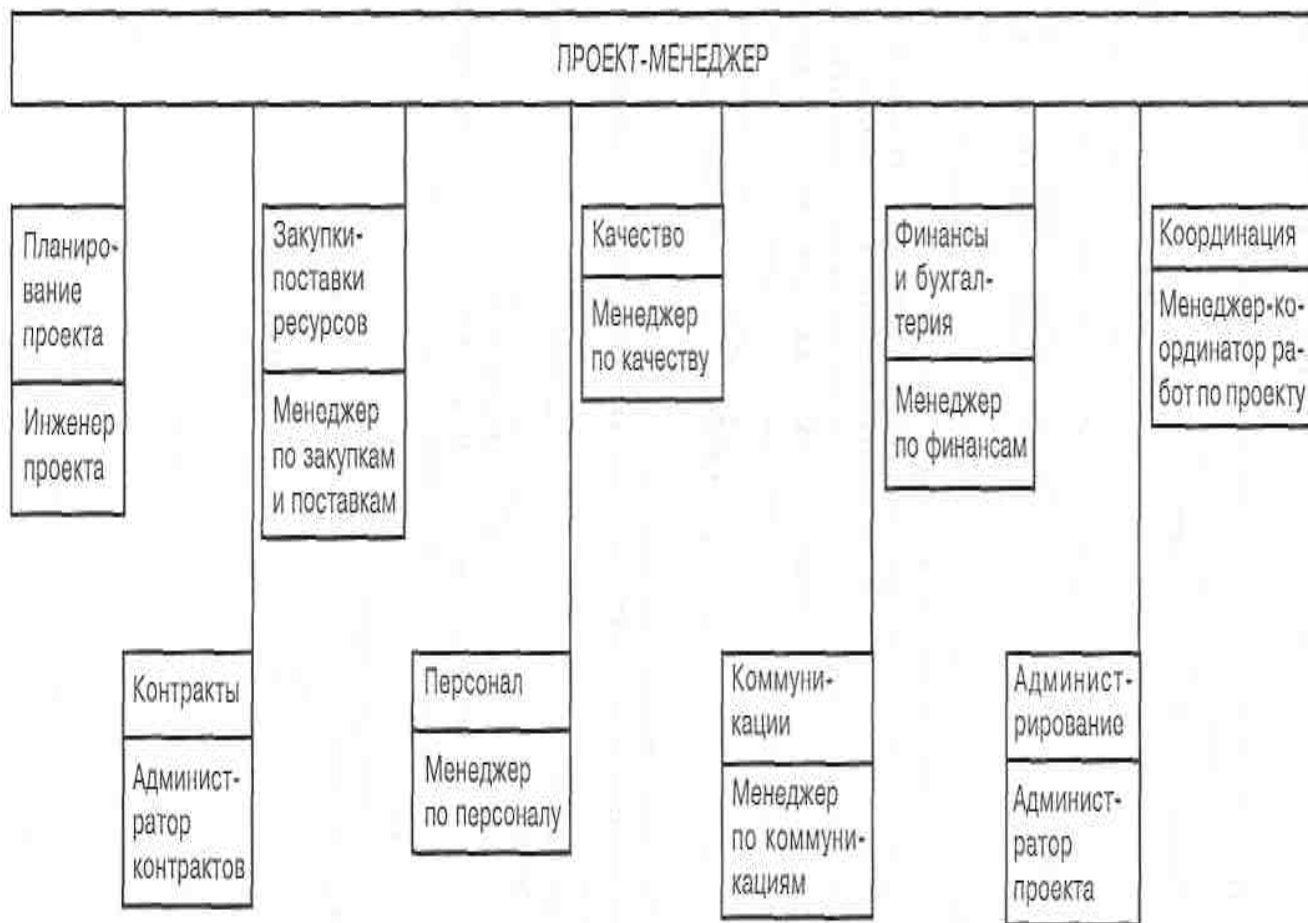 ПРОЕКТ-МЕНЕДЖЕР
Планиро-
вание
проекта
Инженер
проекта
Закупки-
поставки
ресурсов
Менеджер
по закупкам
и поставкам
Качество
Менеджер
по качеству
Финансы
и бухгал-
терия
Менеджер
по финансам
Координация
Менеджер-ко-
ординатор ра-
бот по проекту
Контракты
Админист-
ратор
контрактов
Персонал
Менеджер
по персоналу
Коммуни-
кации
Менеджер
по коммуни-
кациям
Админист-
рирование
Админист-
ратор
проекта